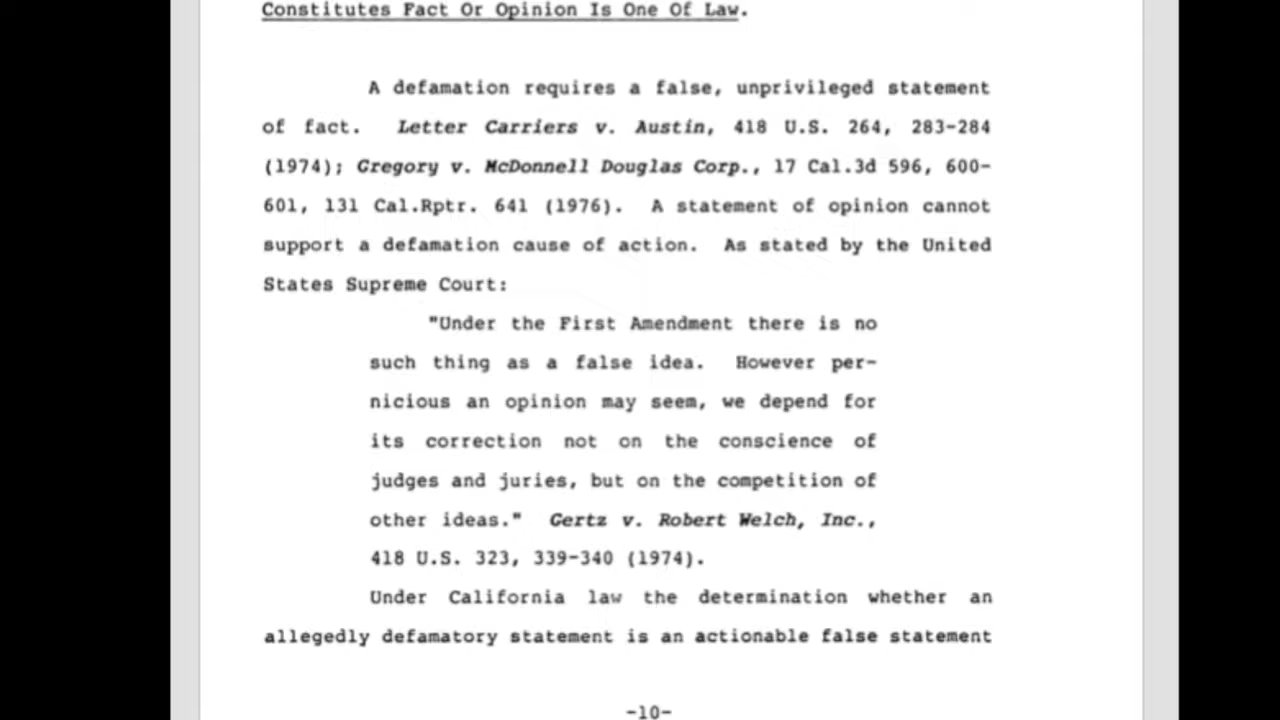 Constitutes Fact Or Opinion Is One Of Law.
A defamation requires a false, unprivileged statement
of fact. Letter Carriers v. Austin, 418 U.S. 264, 283-284
(1974); Gregory v. McDonnell Douglas Corp., 17 Cal.3d 596, 600-
601, 131 Cal.Rptr. 641 (1976). A statement of opinion cannot
support a defamation cause of action. As stated by the United
States Supreme Court:
"Under the First Amendment there is no
such thing as a false idea. However per-
nicious an opinion may seem, we depend for
its correction not on the conscience of
judges and juries, but on the competition of
other ideas." Gertz v. Robert Welch, Inc.,
418 U.S. 323, 339-340 (1974).
Under California law the determination whether an
allegedly defamatory statement is an actionable false statement
-10-